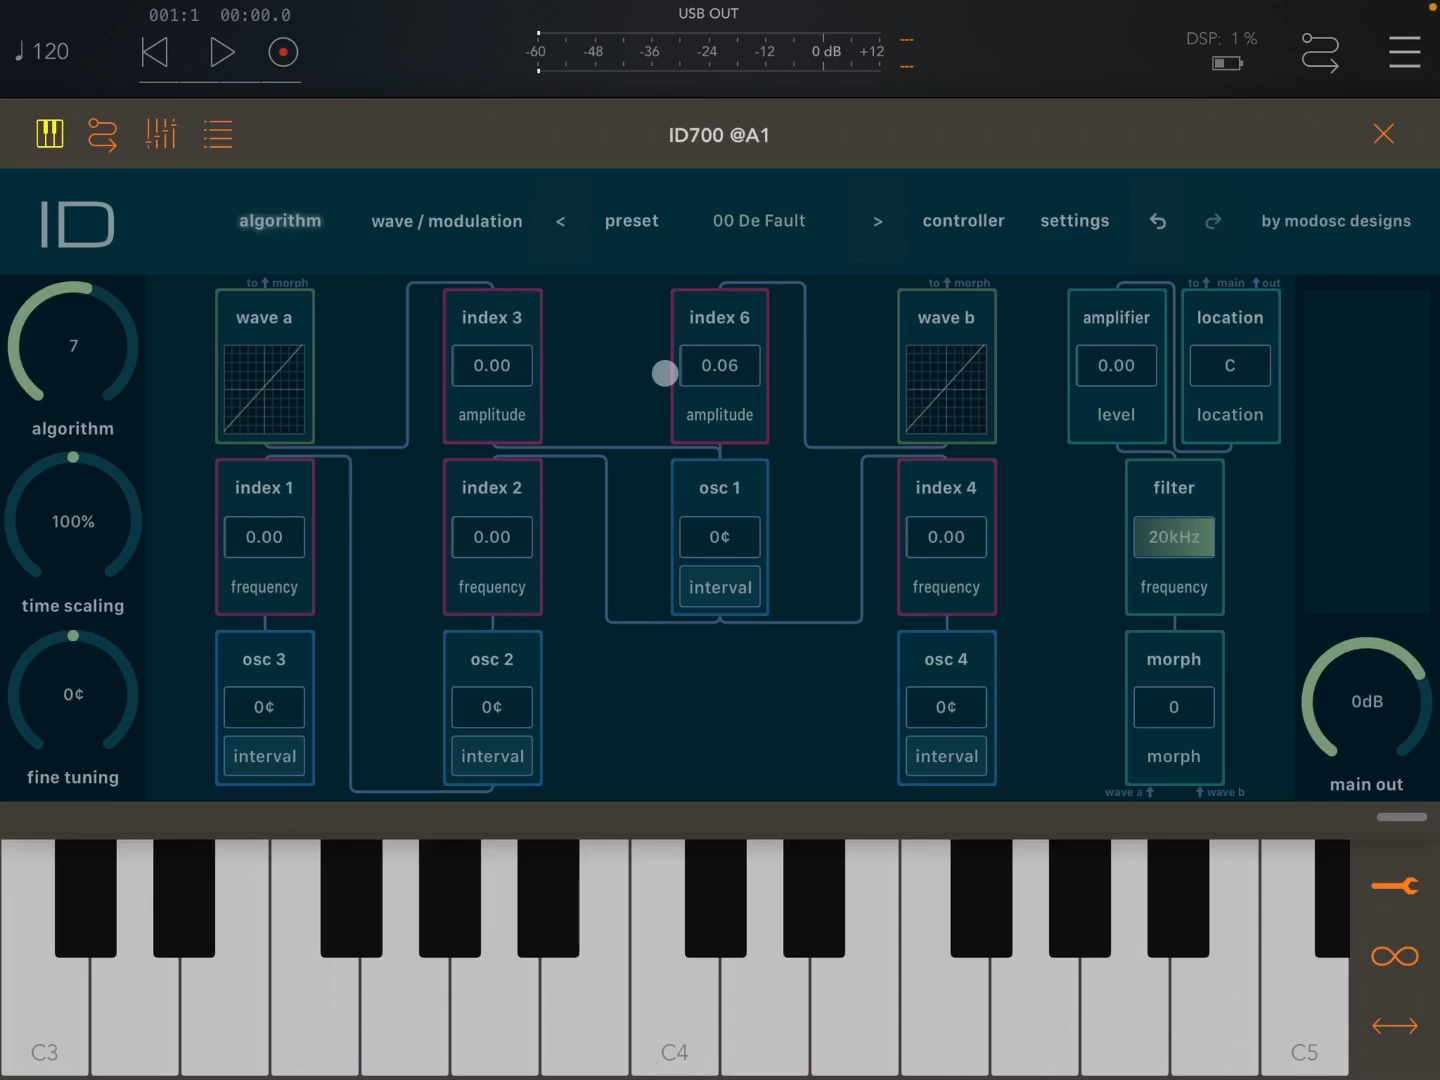 001:1 00:00.0
USB OUT
120
-60 -48 -36 -24 -12 0 dB +12
DSP: 1 %
ID700 @A1
ID
algorithm wave / modulation < preset 00 De Fault > controller settings by modosc designs
to morph
to morph
to main out
wave a
index 3
index 6
wave b
amplifier
location
7
0.00
0.06
0.00
C
amplitude
amplitude
level
location
algorithm
index 1
index 2
osc 1
index 4
filter
100%
0.00
0.00
0¢
0.00
20kHz
frequency
frequency
interval
frequency
frequency
time scaling
osc 3
osc 2
osc 4
morph
0¢
0¢
0¢
0¢
0
0dB
interval
interval
interval
morph
fine tuning
main out
wave a
wave b
C3 C4 C5